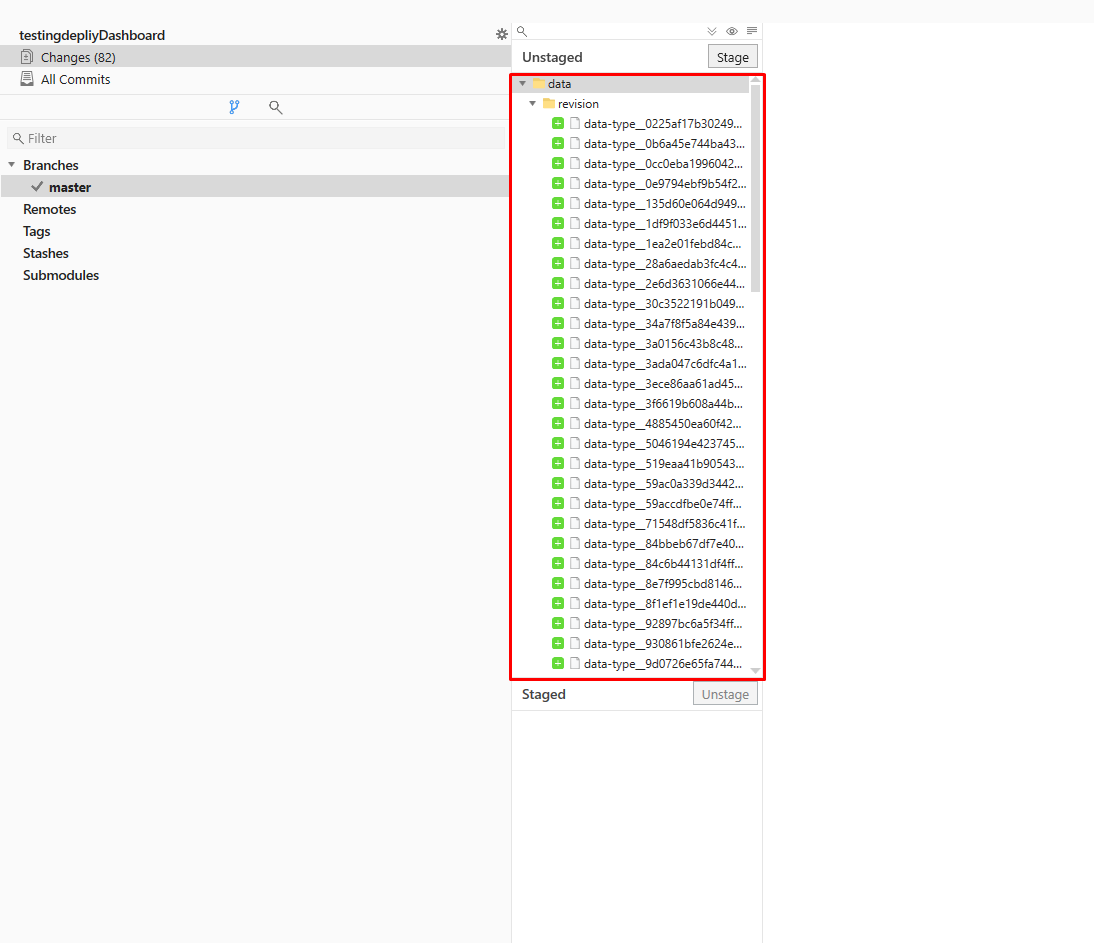 testingdepliyDashboard
Changes (82)
All Commits
Filter
Branches
master
Remotes
Tags
Stashes
Submodules
Unstaged
Stage
data
revision
data-type__0225af17b30249...
data-type__0b6a45e744ba43...
data-type__0cc0eba1996042...
data-type__0e9794ebf9b54f2...
data-type__135d60e064d949...
data-type__1df9f033e6d4451...
data-type__1ea2e01febd84c...
data-type__28a6aedab3fc4c4...
data-type__2e6d3631066e44...
data-type__30c3522191b049...
data-type__34a7f8f5a84e439...
data-type__3a0156c43b8c48...
data-type__3ada047c6dfc4a1...
data-type__3ece86aa61ad45...
data-type__3f6619b608a44b...
data-type__4885450ea60f42...
data-type__5046194e423745...
data-type__519eaa41b90543...
data-type__59ac0a339d3442...
data-type__59accdfbe0e74ff...
data-type__71548df5836c41f...
data-type__84bbeb67df7e40...
data-type__84c6b44131df4ff...
data-type__8e7f995cbd8146...
data-type__8f1ef1e19de440d...
data-type__92897bc6a5f34ff...
data-type__930861bfe2624e...
data-type__9d0726e65fa744...
Staged
Unstage